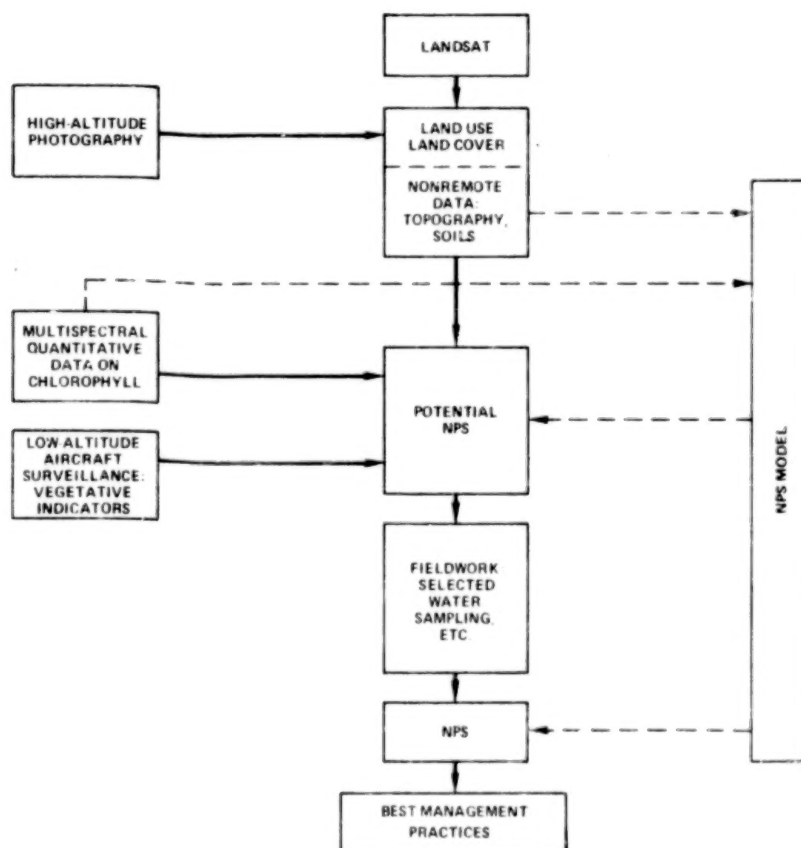 LANDSAT
HIGH-ALTITUDE
PHOTOGRAPHY
LAND USE
LAND COVER
NONREMOTE
DATA:
TOPOGRAPHY,
SOILS
MULTISPECTRAL
QUANTITATIVE
DATA ON
CHLOROPHYLL
POTENTIAL
NPS
LOW-ALTITUDE
AIRCRAFT
SURVEILLANCE:
VEGETATIVE
INDICATORS
NPS MODEL
FIELDWORK
SELECTED
WATER
SAMPLING,
ETC
NPS
BEST MANAGEMENT
PRACTICES